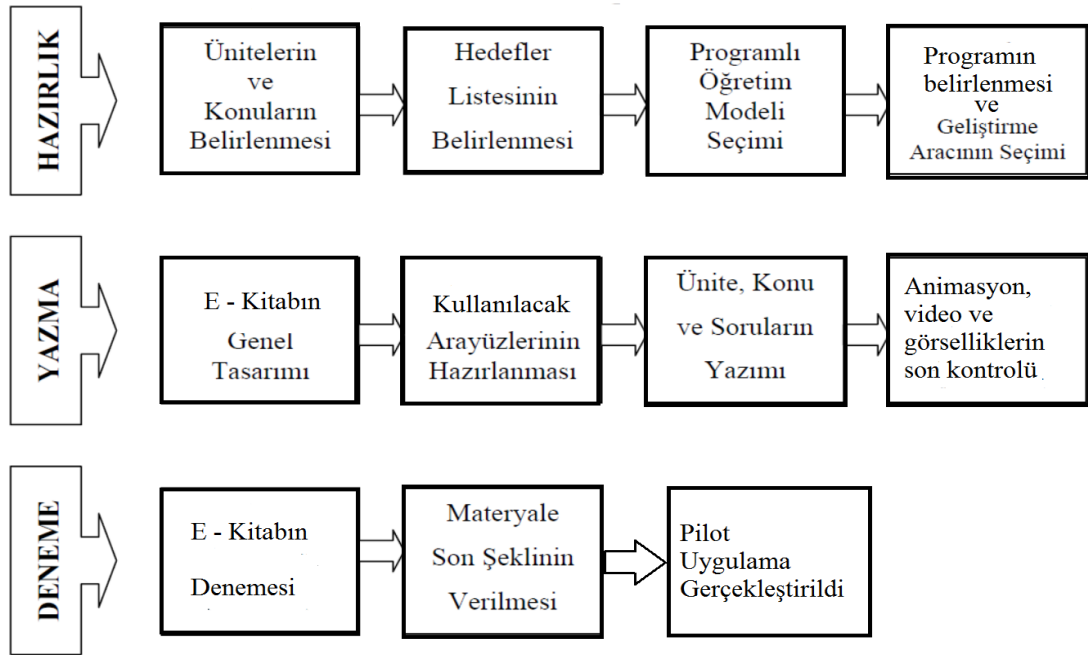 HAZIRLIK
Ünitelerin
ve
Konuların
Belirlenmesi
Hedefler
Listesinin
Belirlenmesi
Programlı
Öğretim
Modeli
Seçimi
Programın
belirlenmesi
ve
Geliştirme
Aracının Seçimi
YAZMA
E - Kitabın
Genel
Tasarımı
Kullanılacak
Arayüzlerinin
Hazırlanması
Ünite, Konu
ve Soruların
Yazımı
Animasyon,
video ve
görselliklerin
son kontrolü
DENEME
E - Kitabın
Denemesi
Materyale
Son Şeklinin
Verilmesi
Pilot
Uygulama
Gerçekleştirildi